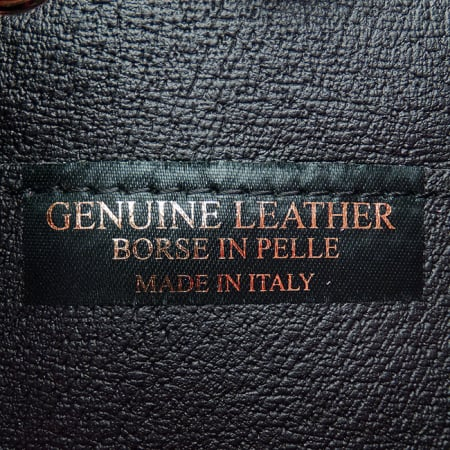 GENUINE LEATHER
BORSE IN PELLE
MADE IN ITALY